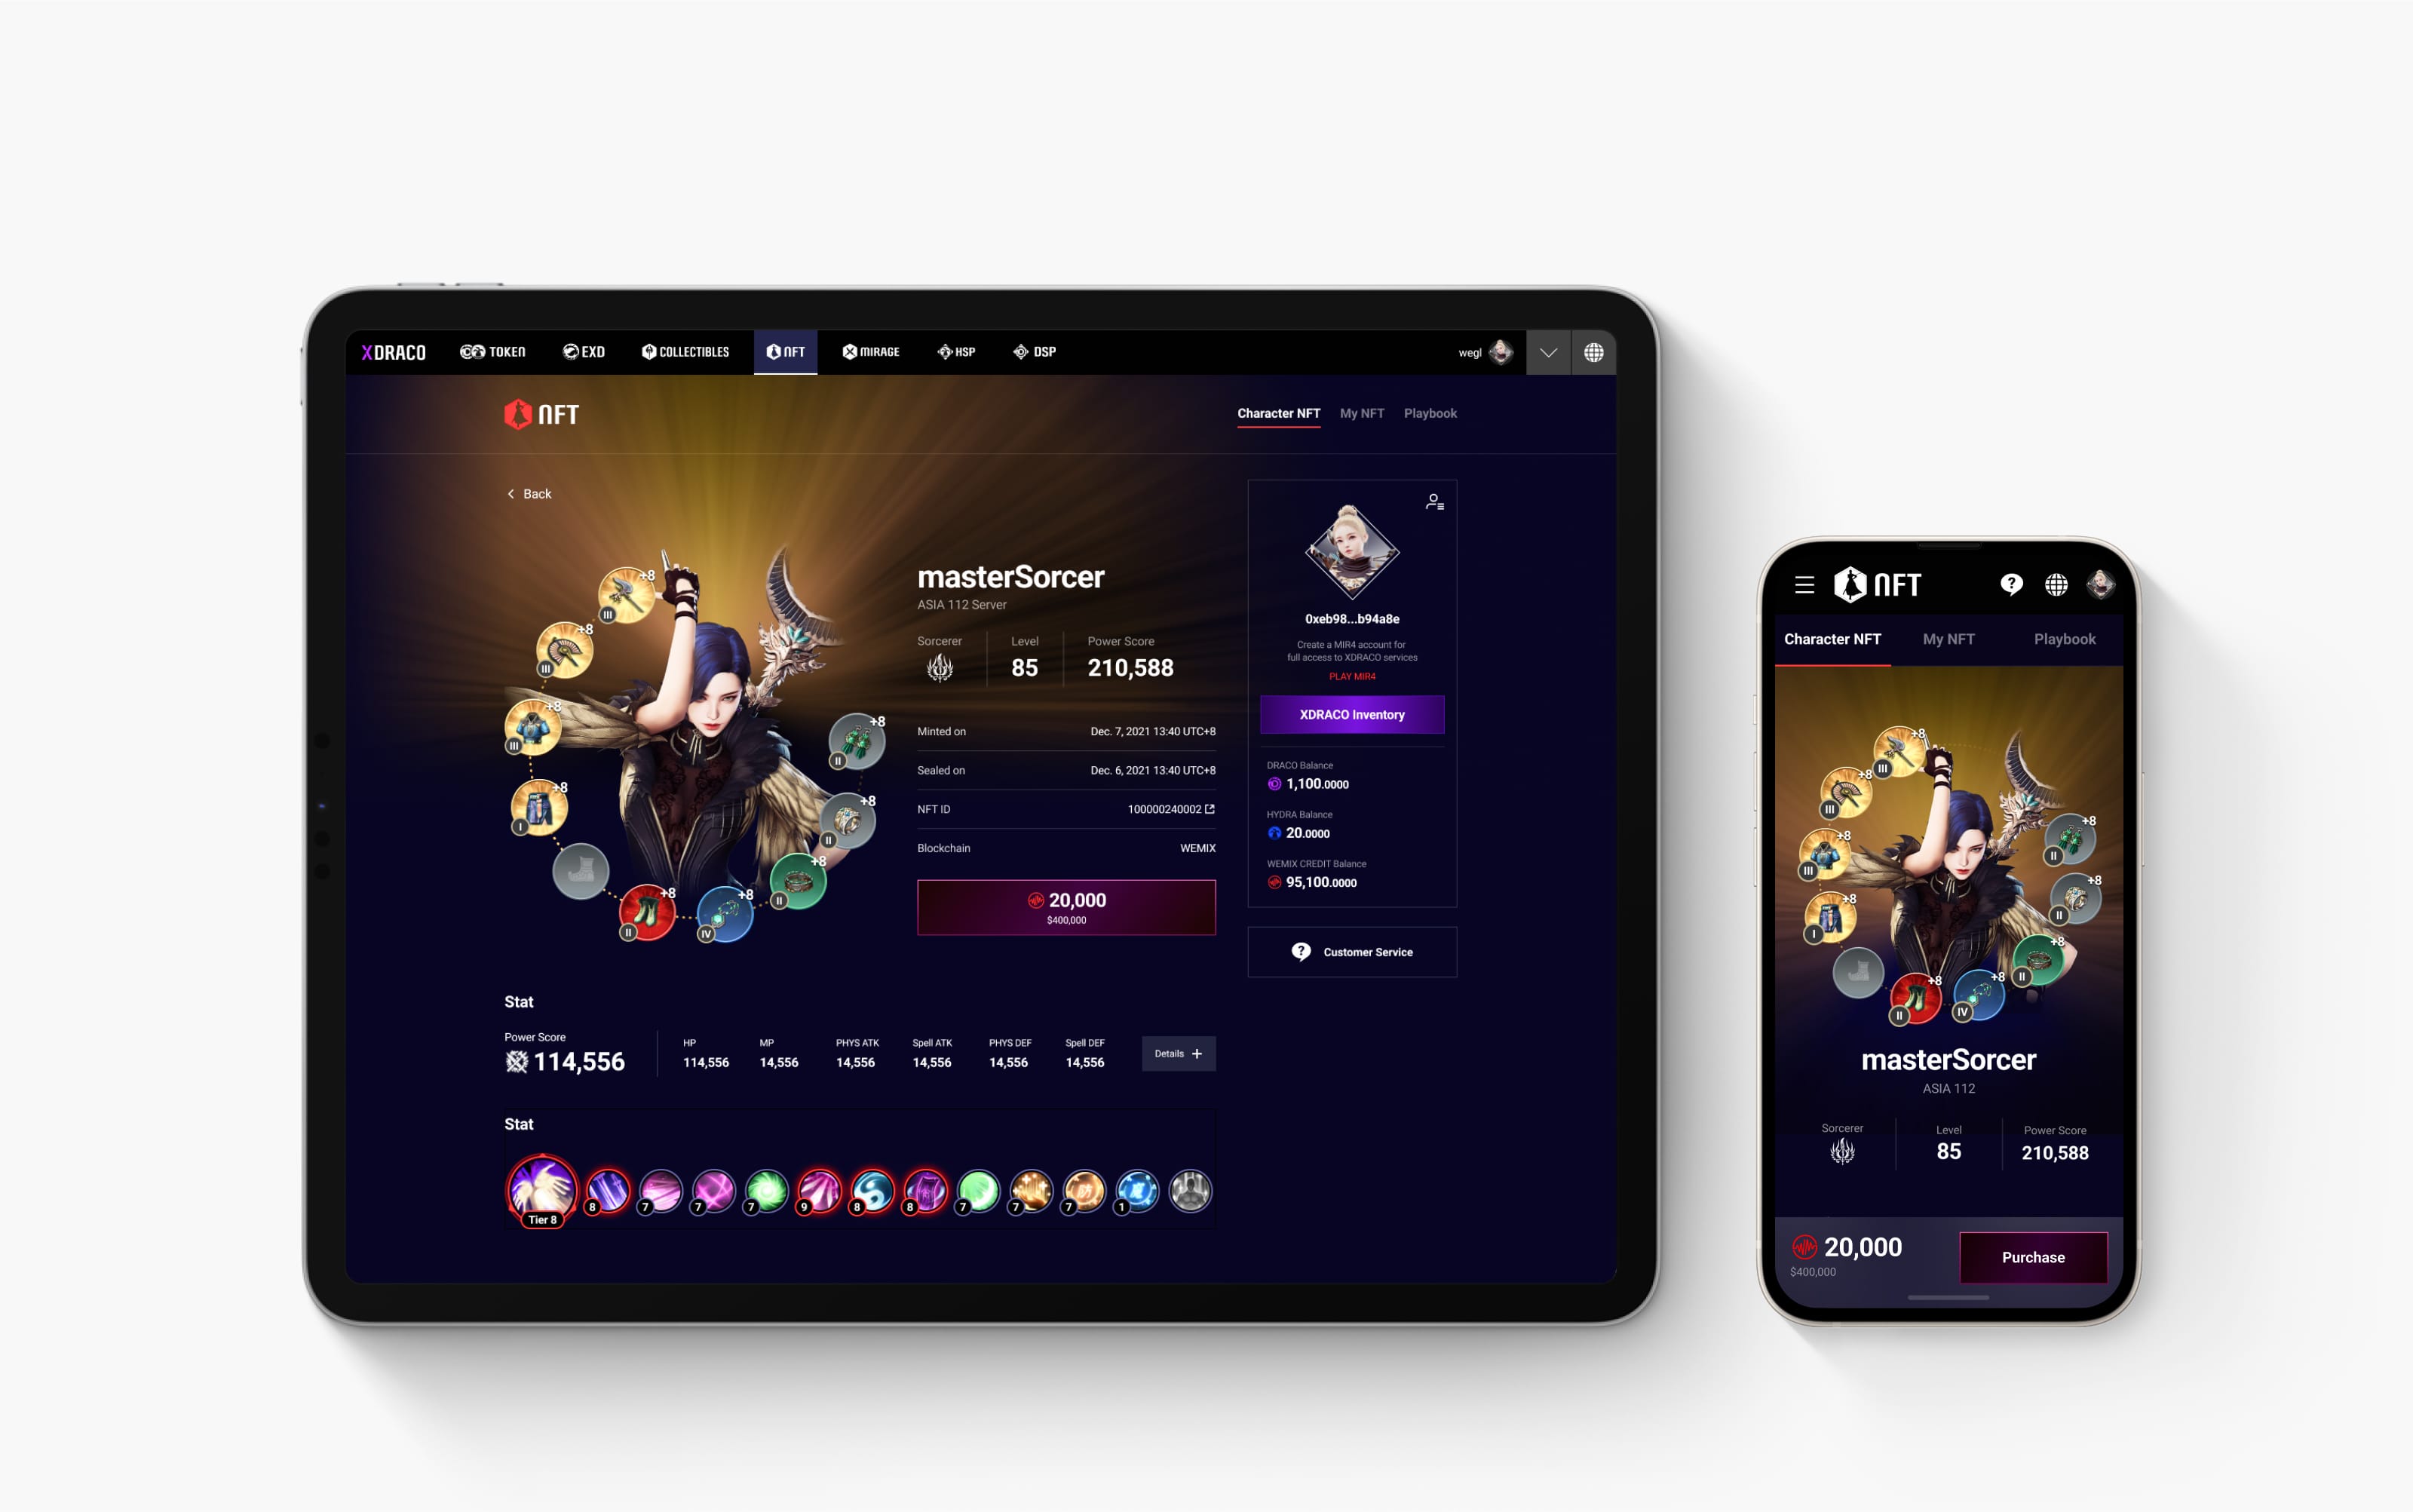 XDRACO TOKEN EXD COLLECTIBLES NFT MIRAGE HSP DSP wegl
NFT
Character NFT My NFT Playbook
Back
+8
III
+8
III
+8
III
+8
I
+8
II
+8
IV
+8
II
+8
II
+8
II
masterSorcer
ASIA 112 Server
Sorcerer Level Power Score
85 210,588
Minted on Dec. 7, 2021 13:40 UTC+8
Sealed on Dec. 6, 2021 13:40 UTC+8
NFT ID 100000240002
Blockchain WEMIX
20,000
$400,000
0xeb98...b94a8e
Create a MIR4 account for
full access to XDRACO services
PLAY MIR4
XDRACO Inventory
DRACO Balance
1,100.0000
HYDRA Balance
20.0000
WEMIX CREDIT Balance
95,100.0000
? Customer Service
Stat
Power Score
114,556
HP MP PHYS ATK Spell ATK PHYS DEF Spell DEF
114,556 14,556 14,556 14,556 14,556 14,556
Details +
Stat
Tier 8 8 7 7 7 9 8 8 7 7 7 1
NFT ?
Character NFT My NFT Playbook
+8
III
+8
III
+8
III
+8
I
+8
II
+8
IV
+8
II
+8
II
+8
II
masterSorcer
ASIA 112
Sorcerer Level Power Score
85 210,588
20,000
$400,000
Purchase